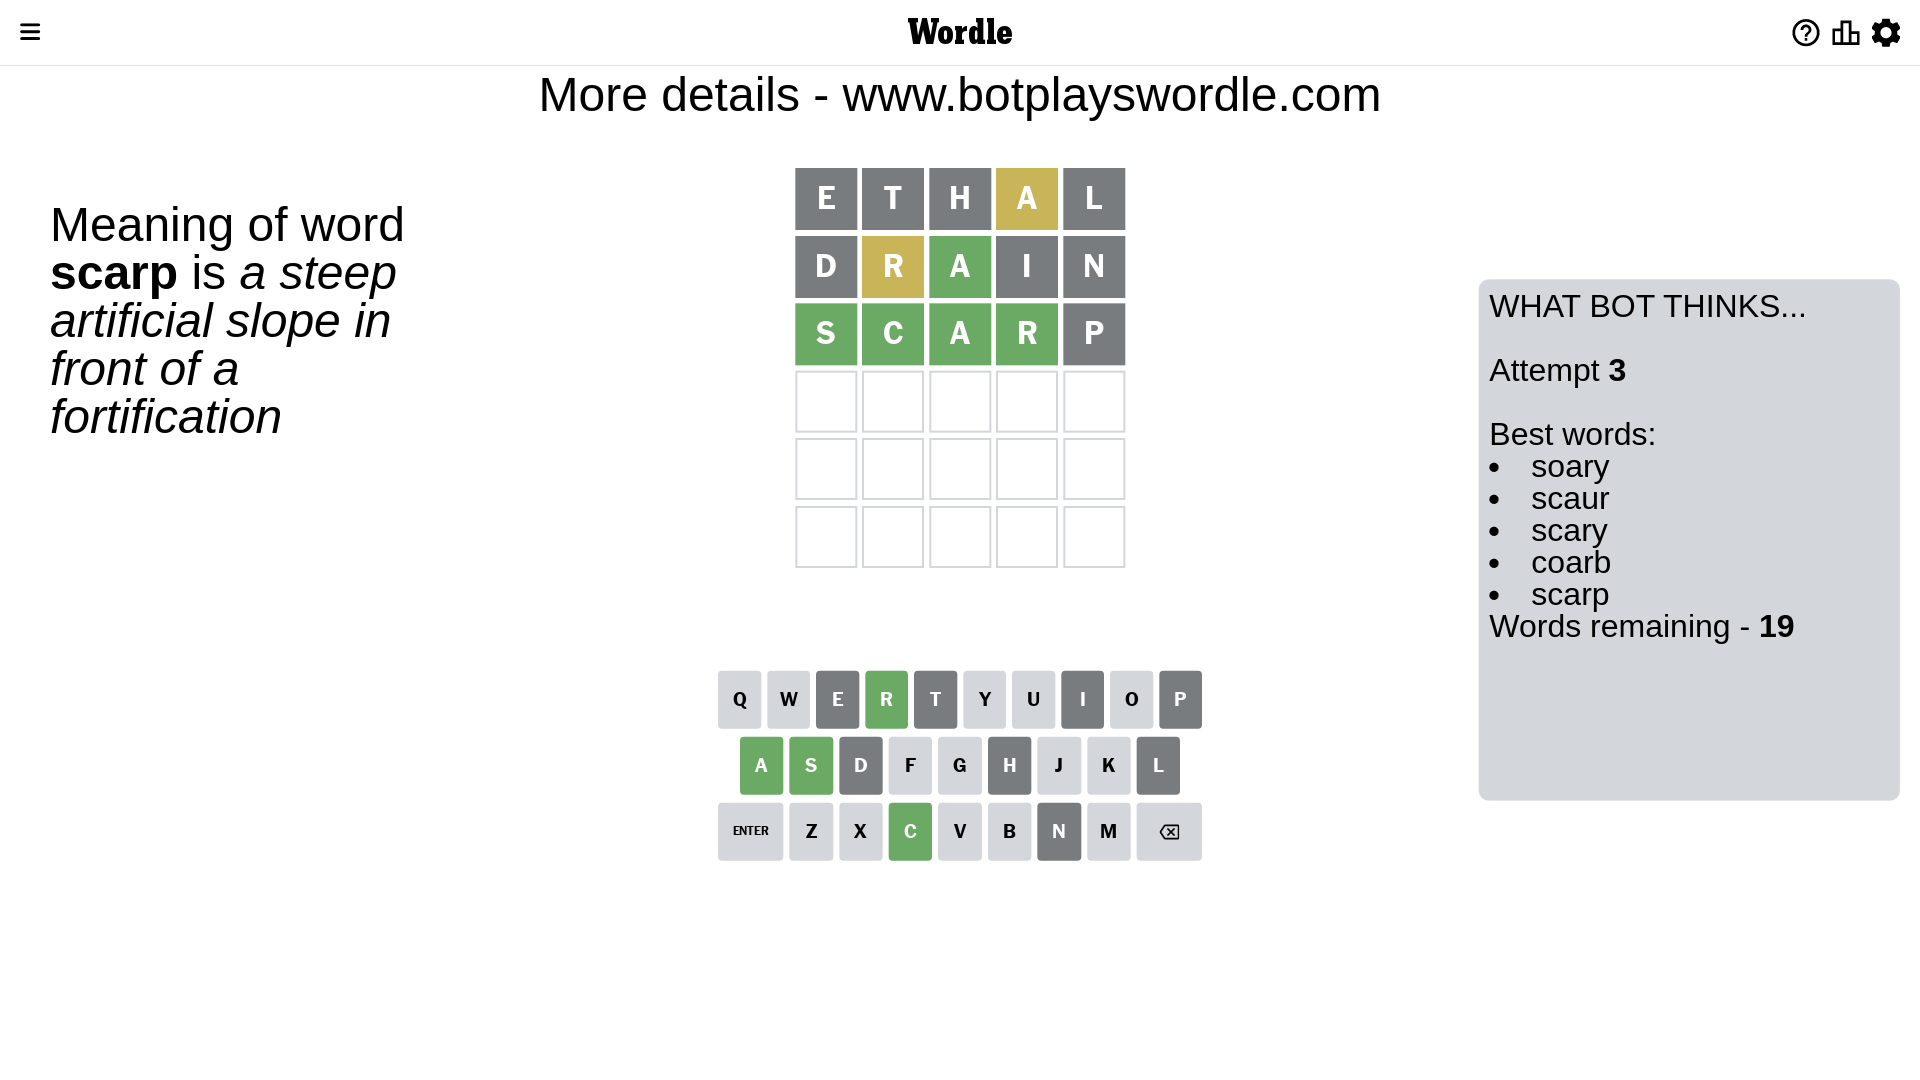 Wordle
More details - www.botplayswordle.com
Meaning of word
scarp is a steep
artificial slope in
front of a
fortification
E T H A L
D R A I N
S C A R P
WHAT BOT THINKS...
Attempt 3
Best words:
• soary
• scaur
• scary
• coarb
• scarp
Words remaining - 19
Q W E R T Y U I O P
A S D F G H J K L
ENTER Z X C V B N M